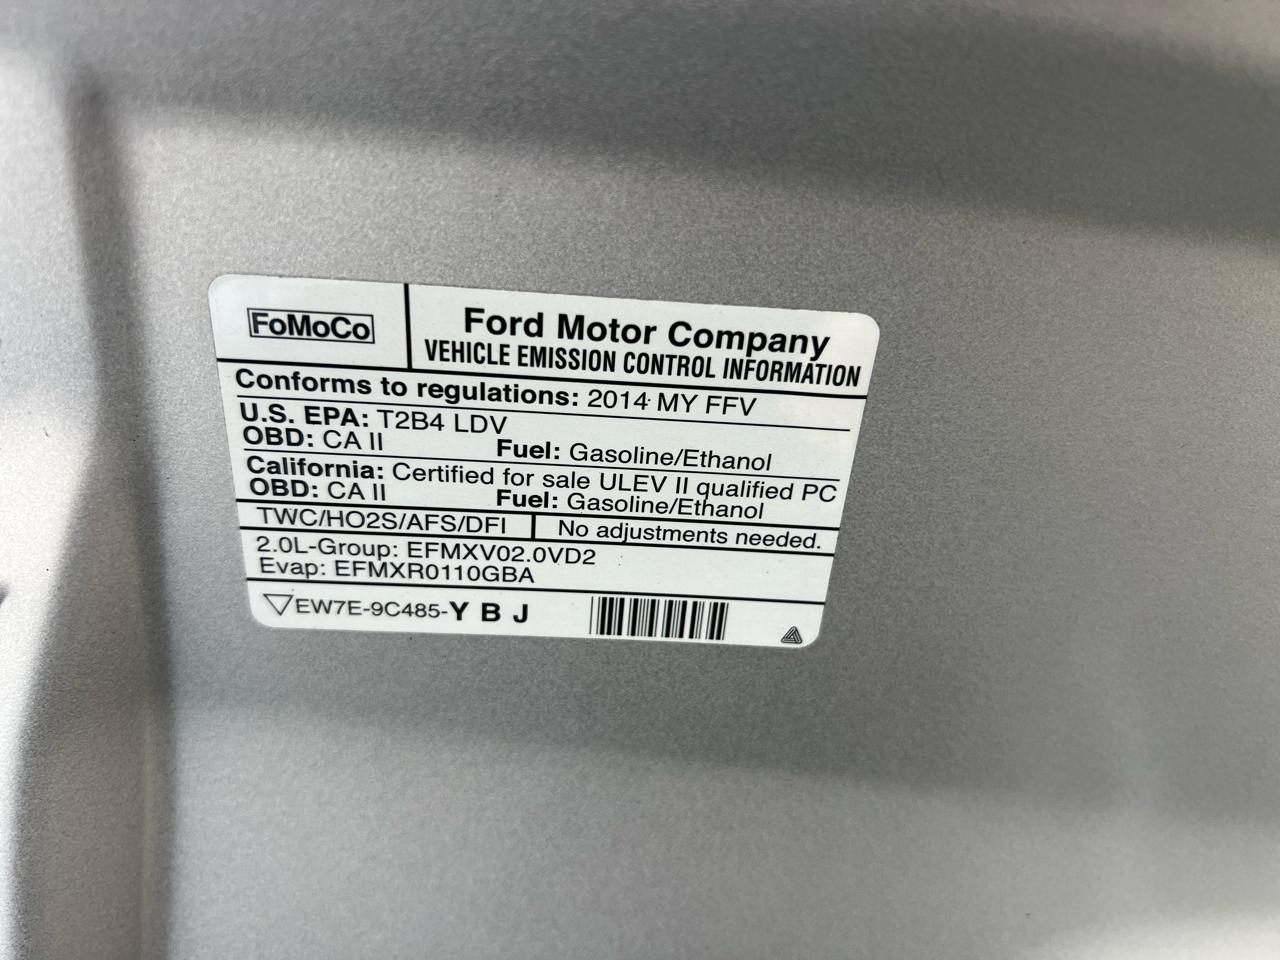 FoMoCo
Ford Motor Company
VEHICLE EMISSION CONTROL INFORMATION
Conforms to regulations: 2014 MY FFV
U.S. EPA: T2B4 LDV
OBD: CA II Fuel: Gasoline/Ethanol
California: Certified for sale ULEV II qualified PC
OBD: CA II Fuel: Gasoline/Ethanol
TWC/HO2S/AFS/DFI No adjustments needed.
2.0L-Group: EFMXV02.0VD2
Evap: EFMXR0110GBA
EW7E-9C485-Y B J